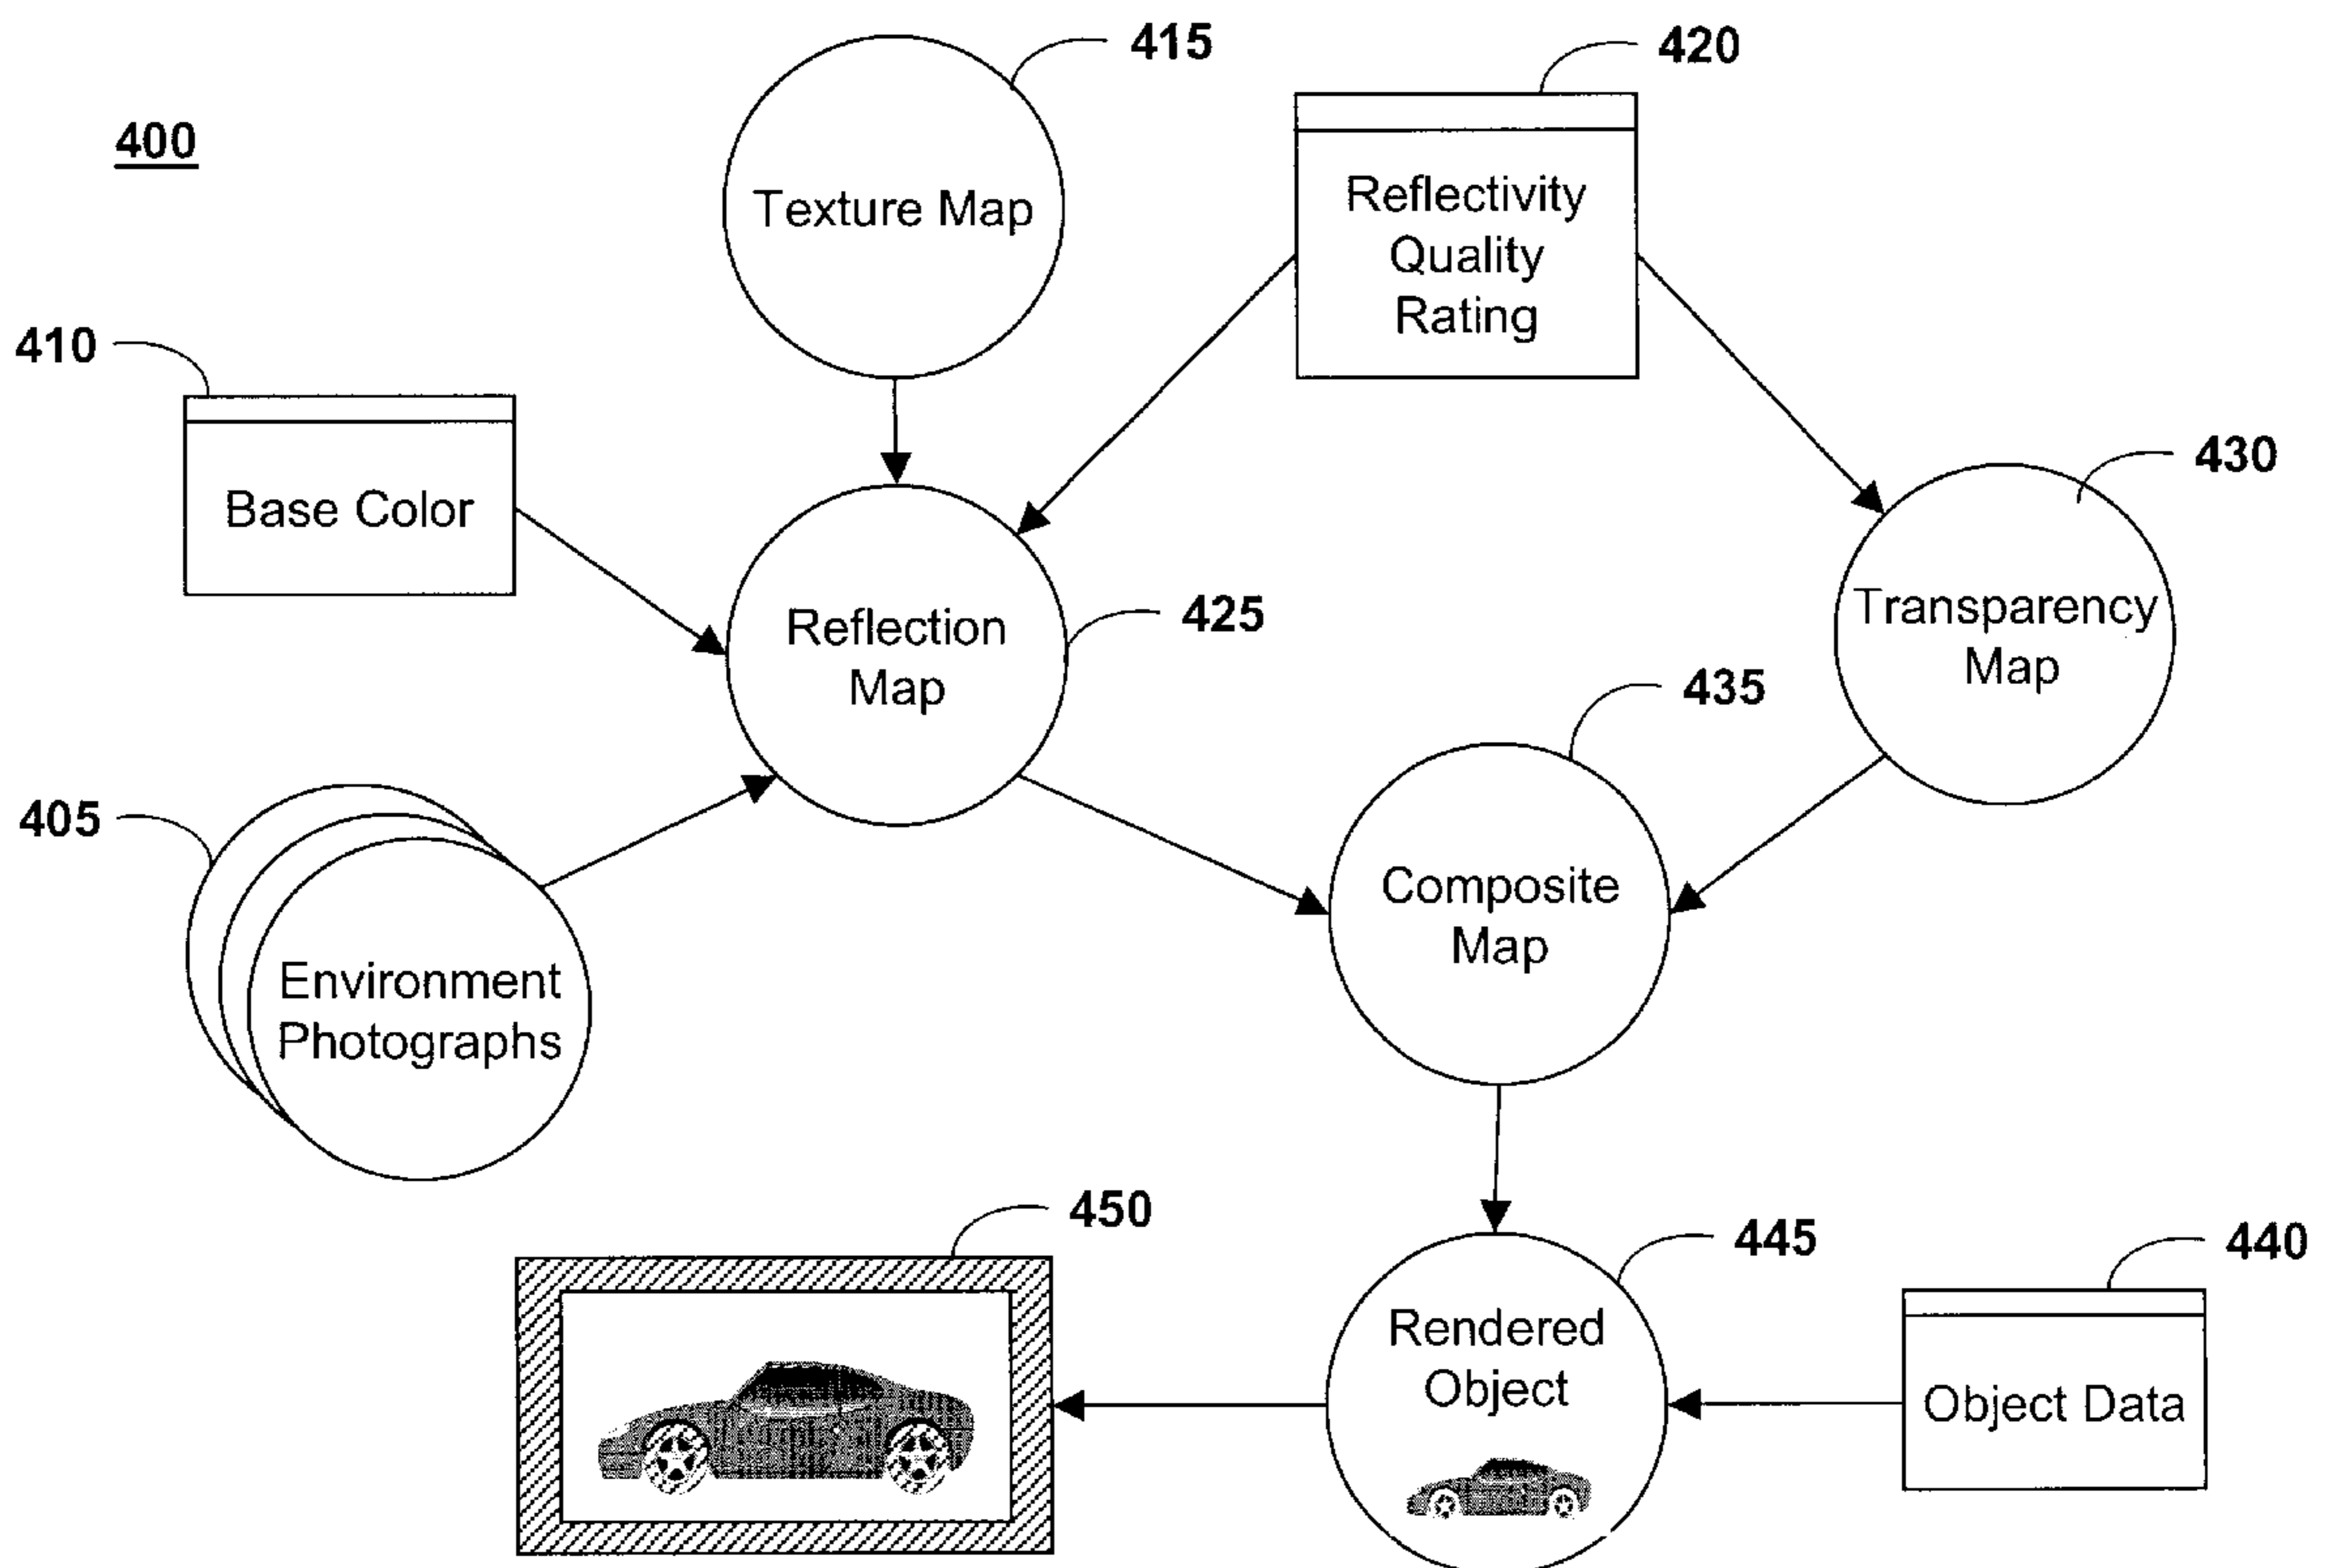 415
420
400
Texture Map
Reflectivity
Quality
Rating
410
Base Color
430
Reflection
Map
425
Transparency
Map
435
405
Composite
Map
Environment
Photographs
450
445
440
Rendered
Object
Object Data